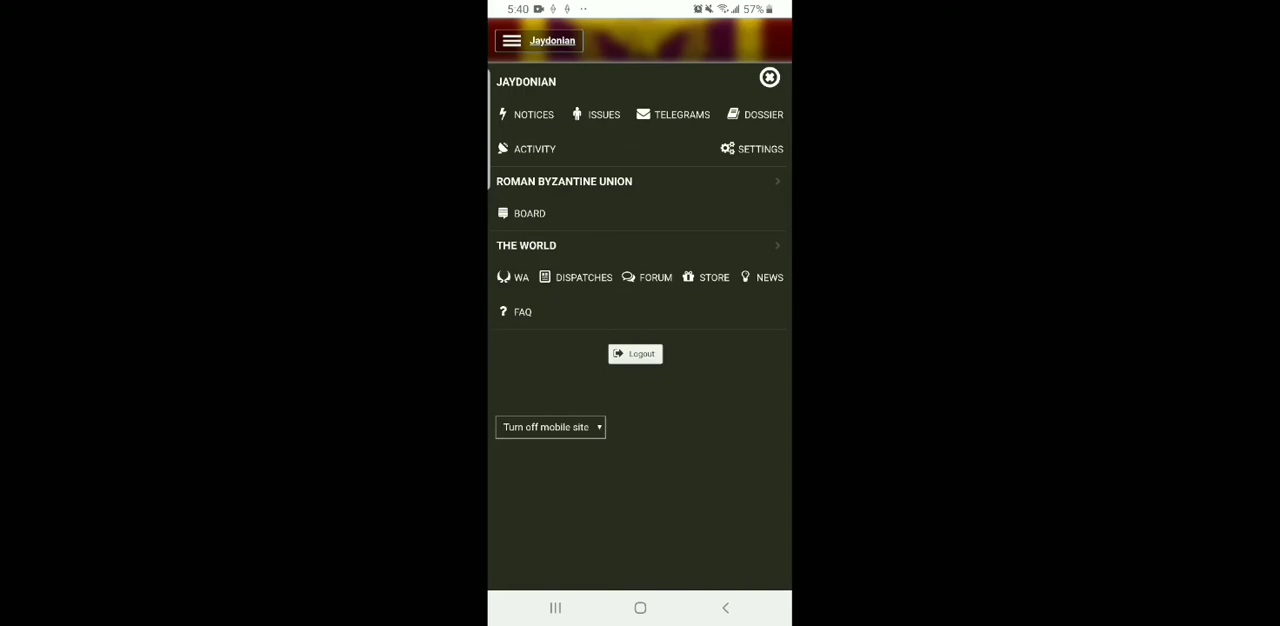 5:40 57%
Jaydonian
JAYDONIAN
NOTICES ISSUES TELEGRAMS DOSSIER
ACTIVITY SETTINGS
ROMAN BYZANTINE UNION
BOARD
THE WORLD
WA DISPATCHES FORUM STORE NEWS
? FAQ
Logout
Turn off mobile site